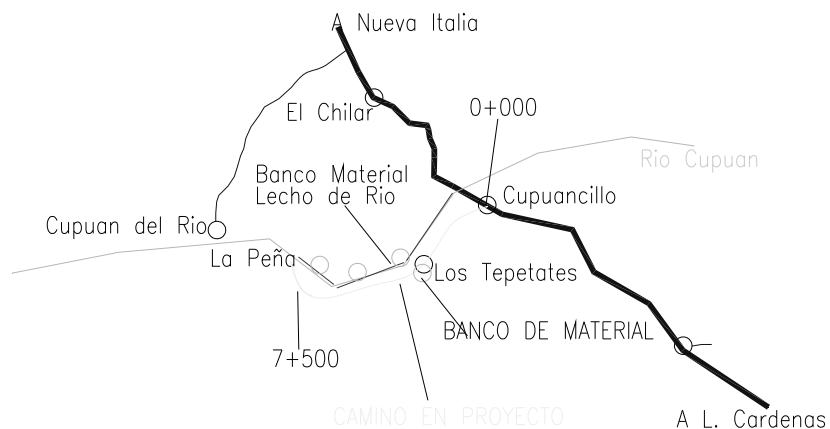 A Nueva Italia
El Chilar
0+000
Rio Cupuan
Banco Material
Lecho de Rio
Cupuancillo
Cupuan del Rio
La Peña
Los Tepetates
BANCO DE MATERIAL
7+500
CAMINO EN PROYECTO
A L. Cardenas